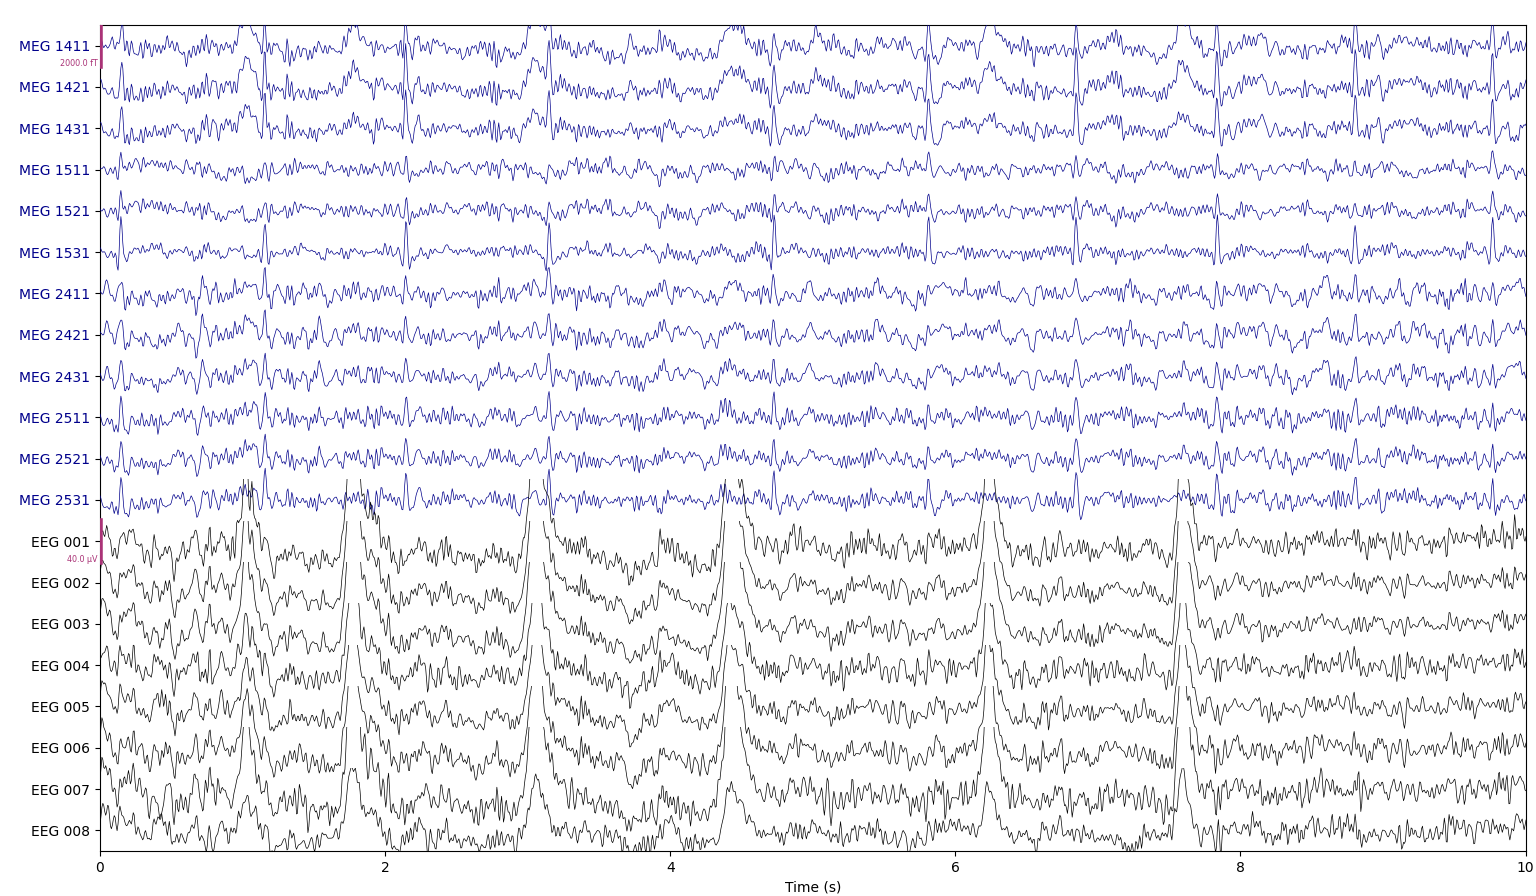 MEG 1411
2000.0 fT
MEG 1421
MEG 1431
MEG 1511
MEG 1521
MEG 1531
MEG 2411
MEG 2421
MEG 2431
MEG 2511
MEG 2521
MEG 2531
EEG 001
40.0 µV
EEG 002
EEG 003
EEG 004
EEG 005
EEG 006
EEG 007
EEG 008
0 2 4 6 8 10
Time (s)